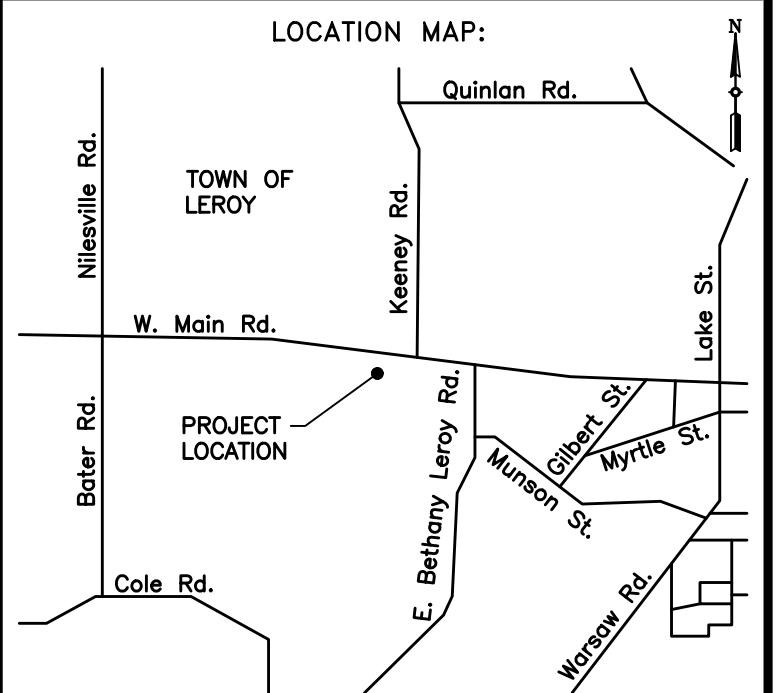 LOCATION MAP:
N
Quinlan Rd.
Nilesville Rd.
TOWN OF
LEROY
Keeney Rd.
Lake St.
W. Main Rd.
Bater Rd.
PROJECT
LOCATION
E. Bethany Leroy Rd.
Gilbert St.
Myrtle St.
Munson St.
Cole Rd.
Warsaw Rd.